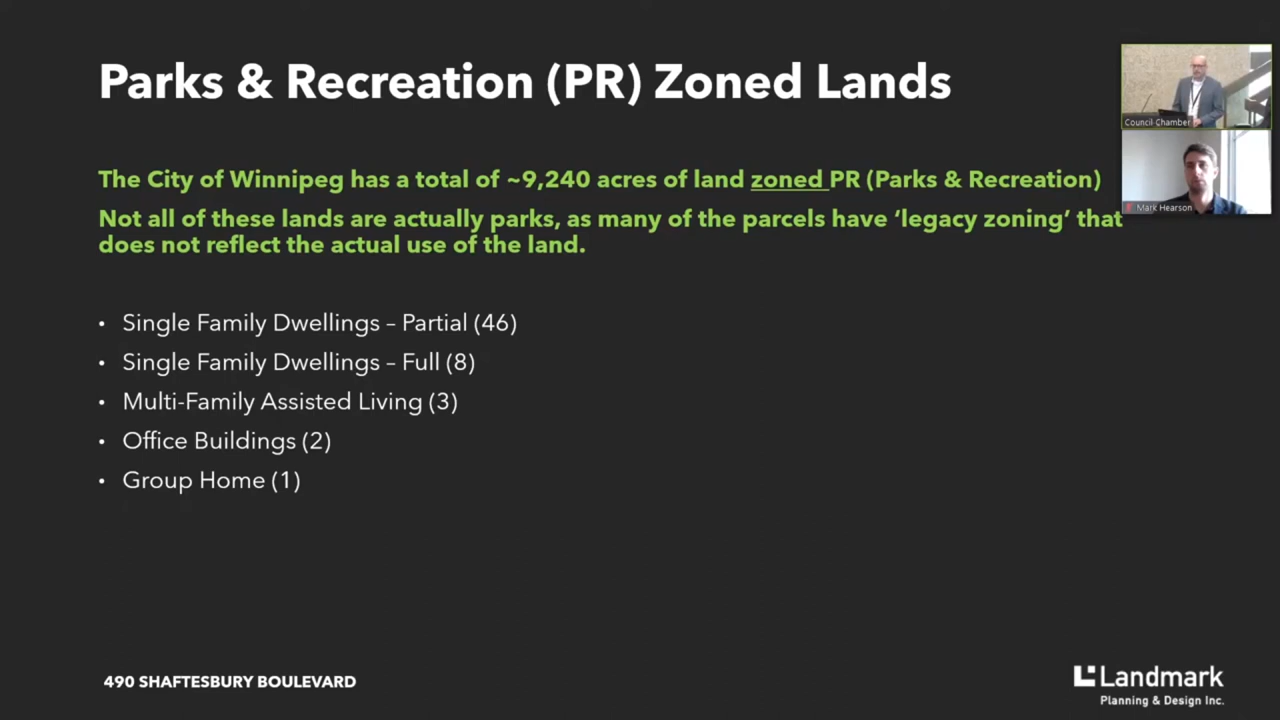 Parks & Recreation (PR) Zoned Lands
Council Chamber
Mark Hearson
The City of Winnipeg has a total of ~9,240 acres of land zoned PR (Parks & Recreation)
Not all of these lands are actually parks, as many of the parcels have ‘legacy zoning’ that
does not reflect the actual use of the land.
• Single Family Dwellings – Partial (46)
• Single Family Dwellings – Full (8)
• Multi-Family Assisted Living (3)
• Office Buildings (2)
• Group Home (1)
490 SHAFTESBURY BOULEVARD
Landmark
Planning & Design Inc.